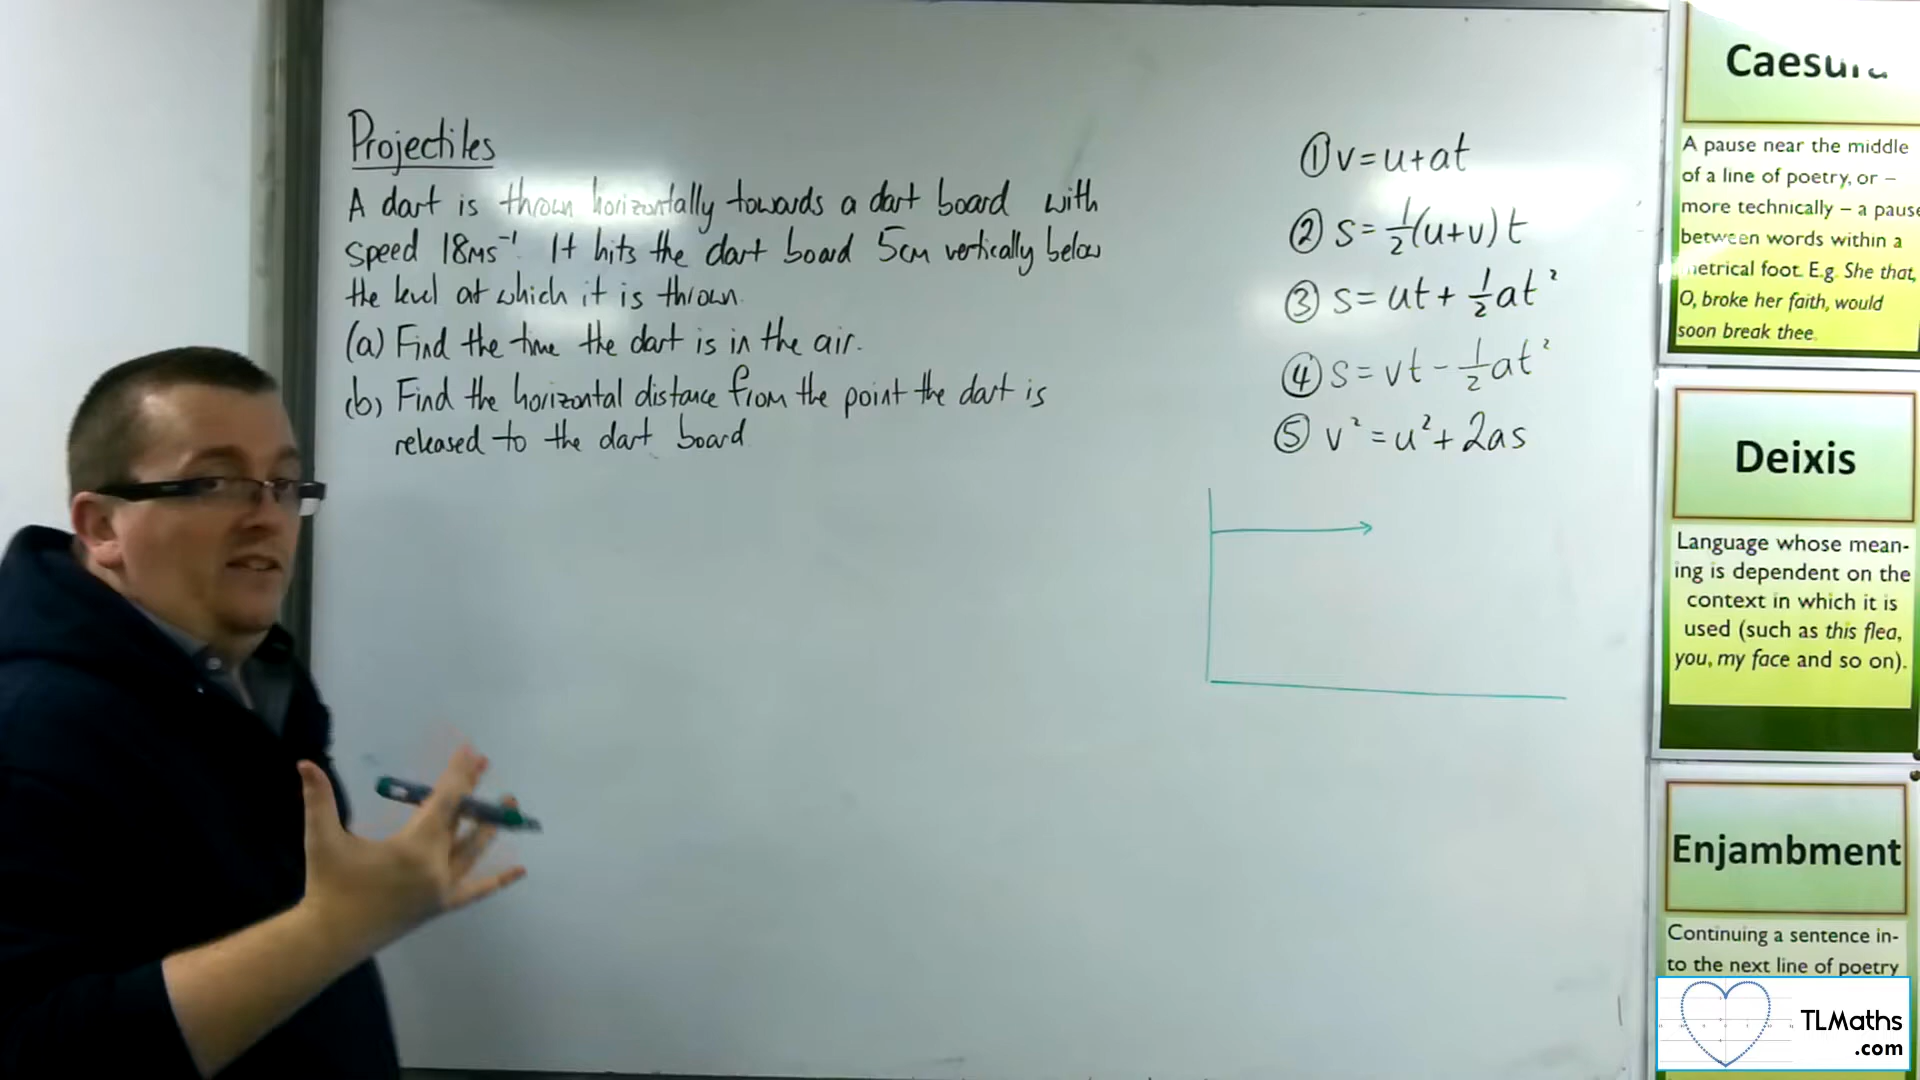 Projectiles
A dart is thrown horizontally towards a dart board with
speed 18ms⁻¹. It hits the dart board 5cm vertically below
the level at which it is thrown.
(a) Find the time the dart is in the air.
(b) Find the horizontal distance from the point the dart is
released to the dart board
① v = u + at
② s = ½(u+v)t
③ s = ut + ½at²
④ s = vt - ½at²
⑤ v² = u² + 2as
Caesura
A pause near the middle
of a line of poetry, or –
more technically – a pause
between words within a
metrical foot. E.g. She that,
O, broke her faith, would
soon break thee.
Deixis
Language whose mean-
ing is dependent on the
context in which it is
used (such as this flea,
you, my face and so on).
Enjambment
Continuing a sentence in-
to the next line of poetry
TLMaths
.com